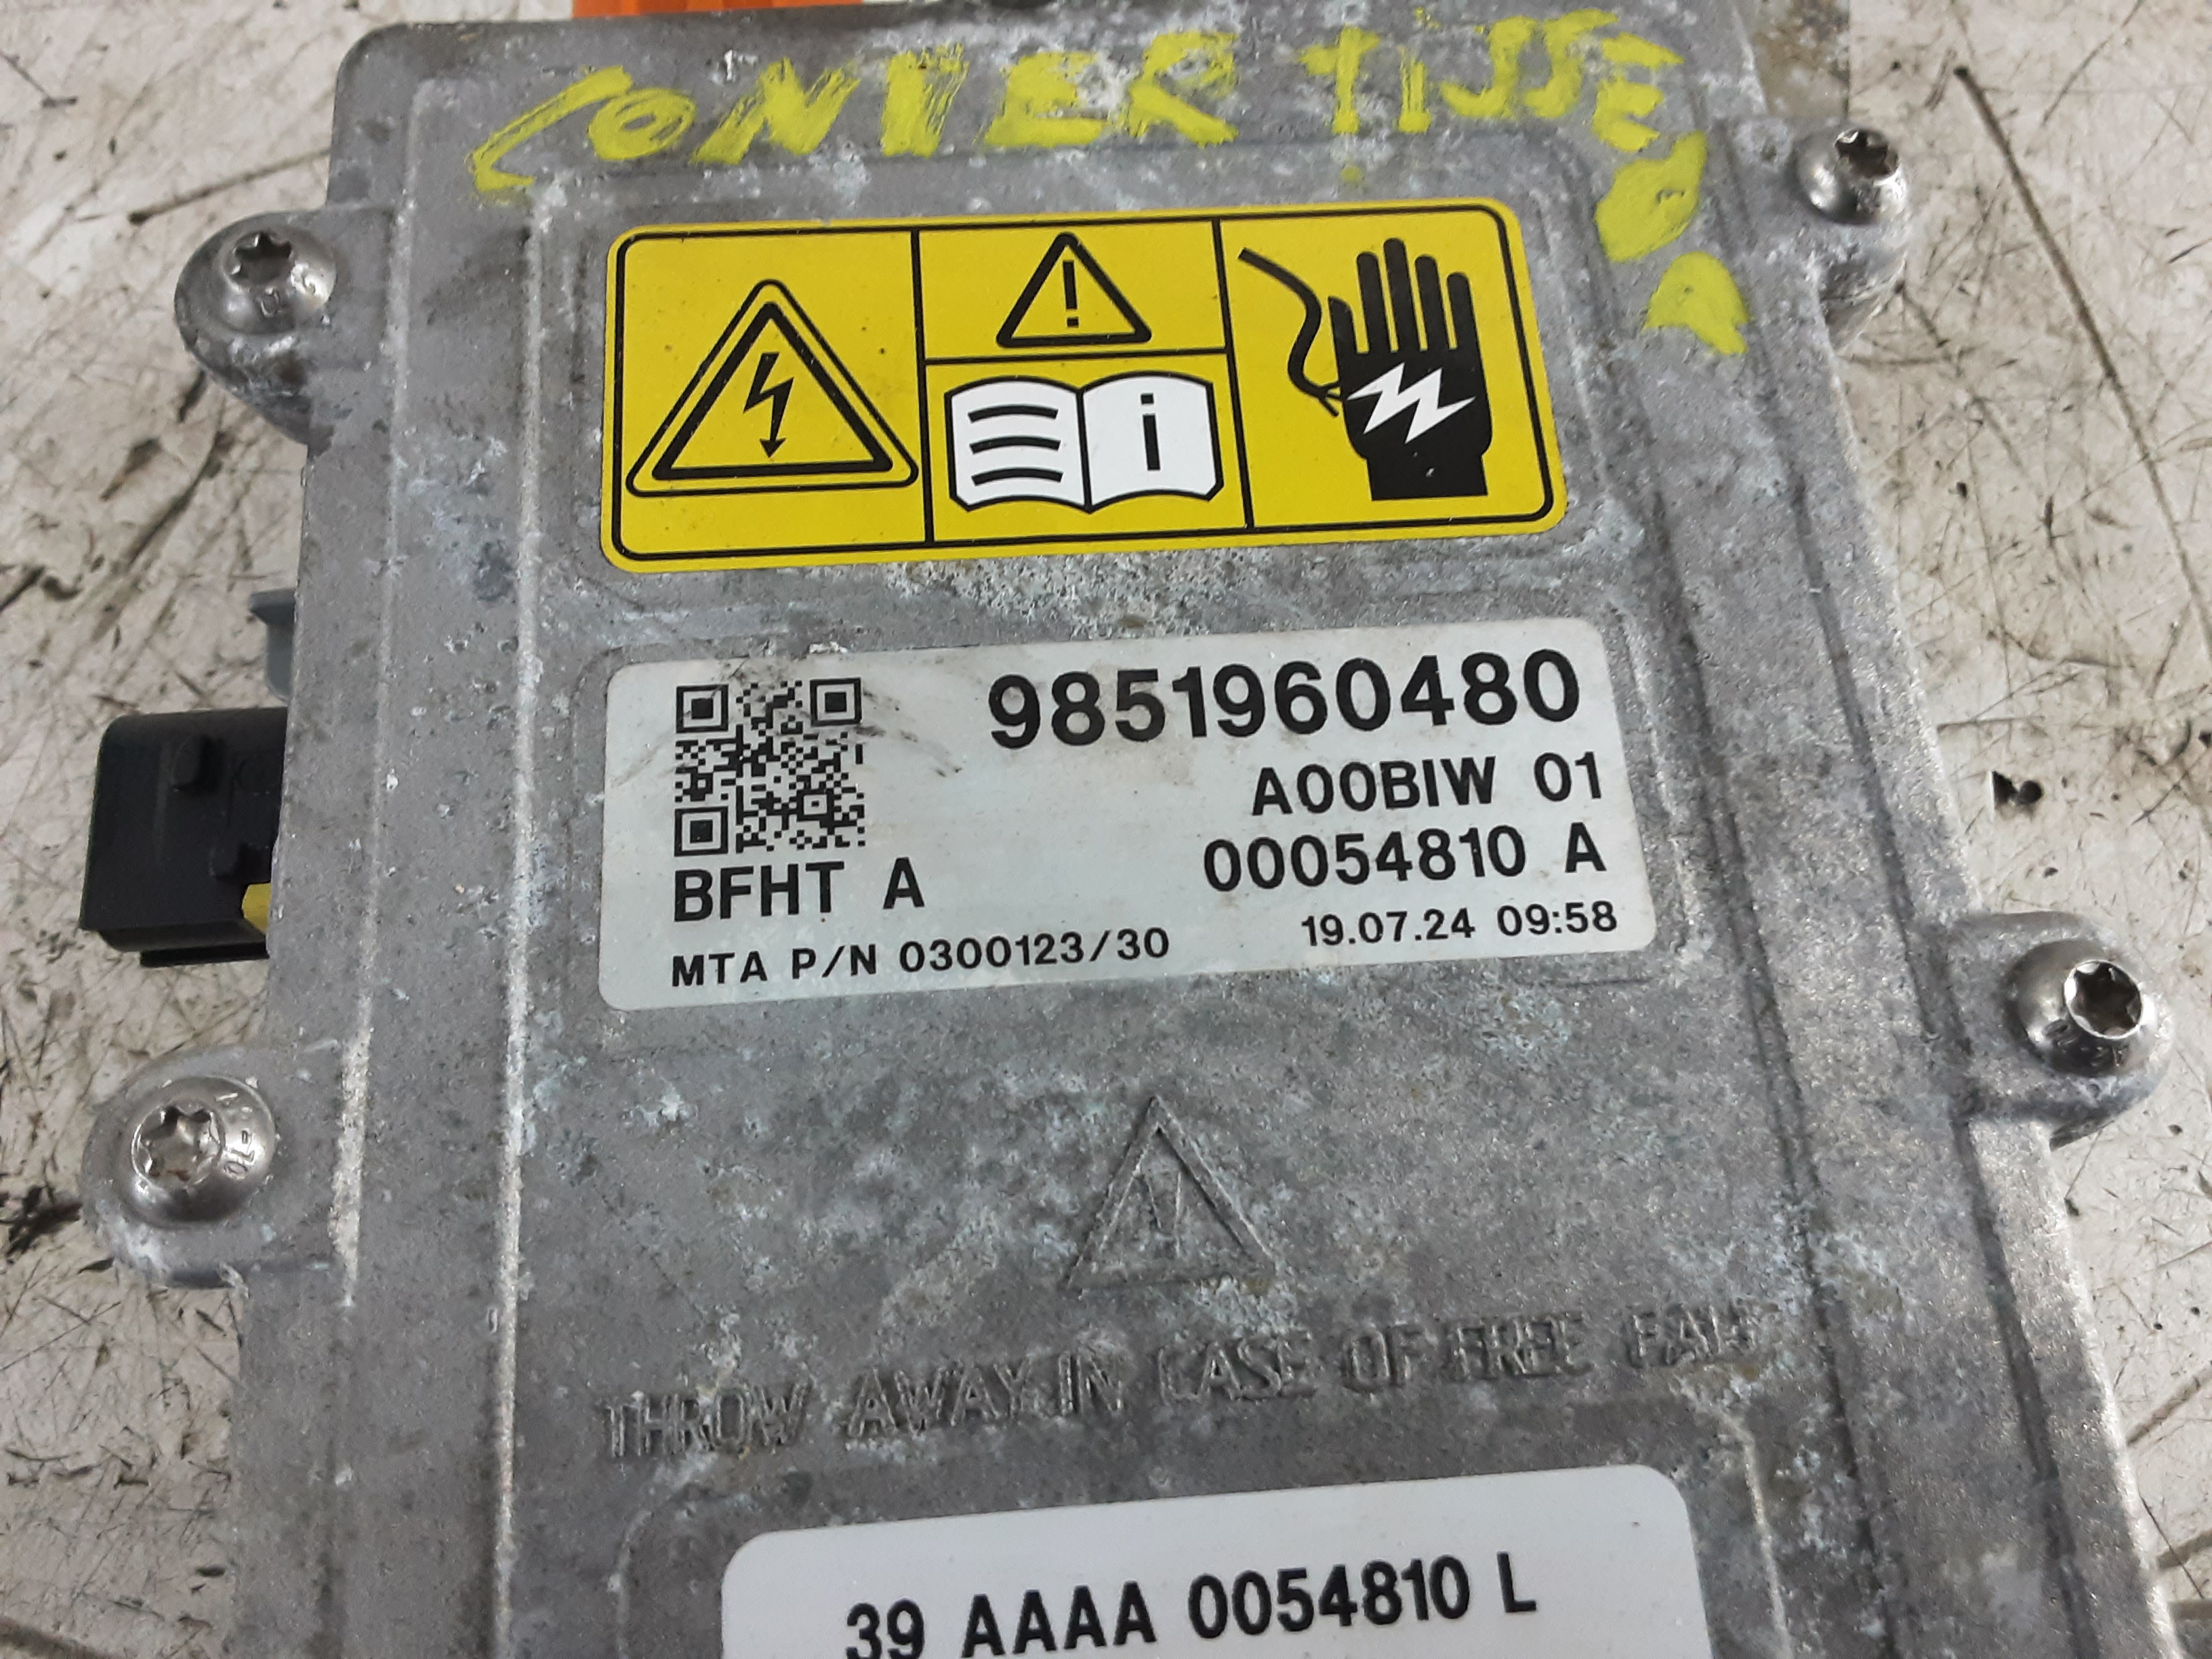 CONVERTISSEUR
9851960480
A00BIW 01
00054810 A
BFHT A
MTA P/N 0300123/30
19.07.24 09:58
THROW AWAY IN CASE OF FREE FALL
39 AAAA 0054810 L